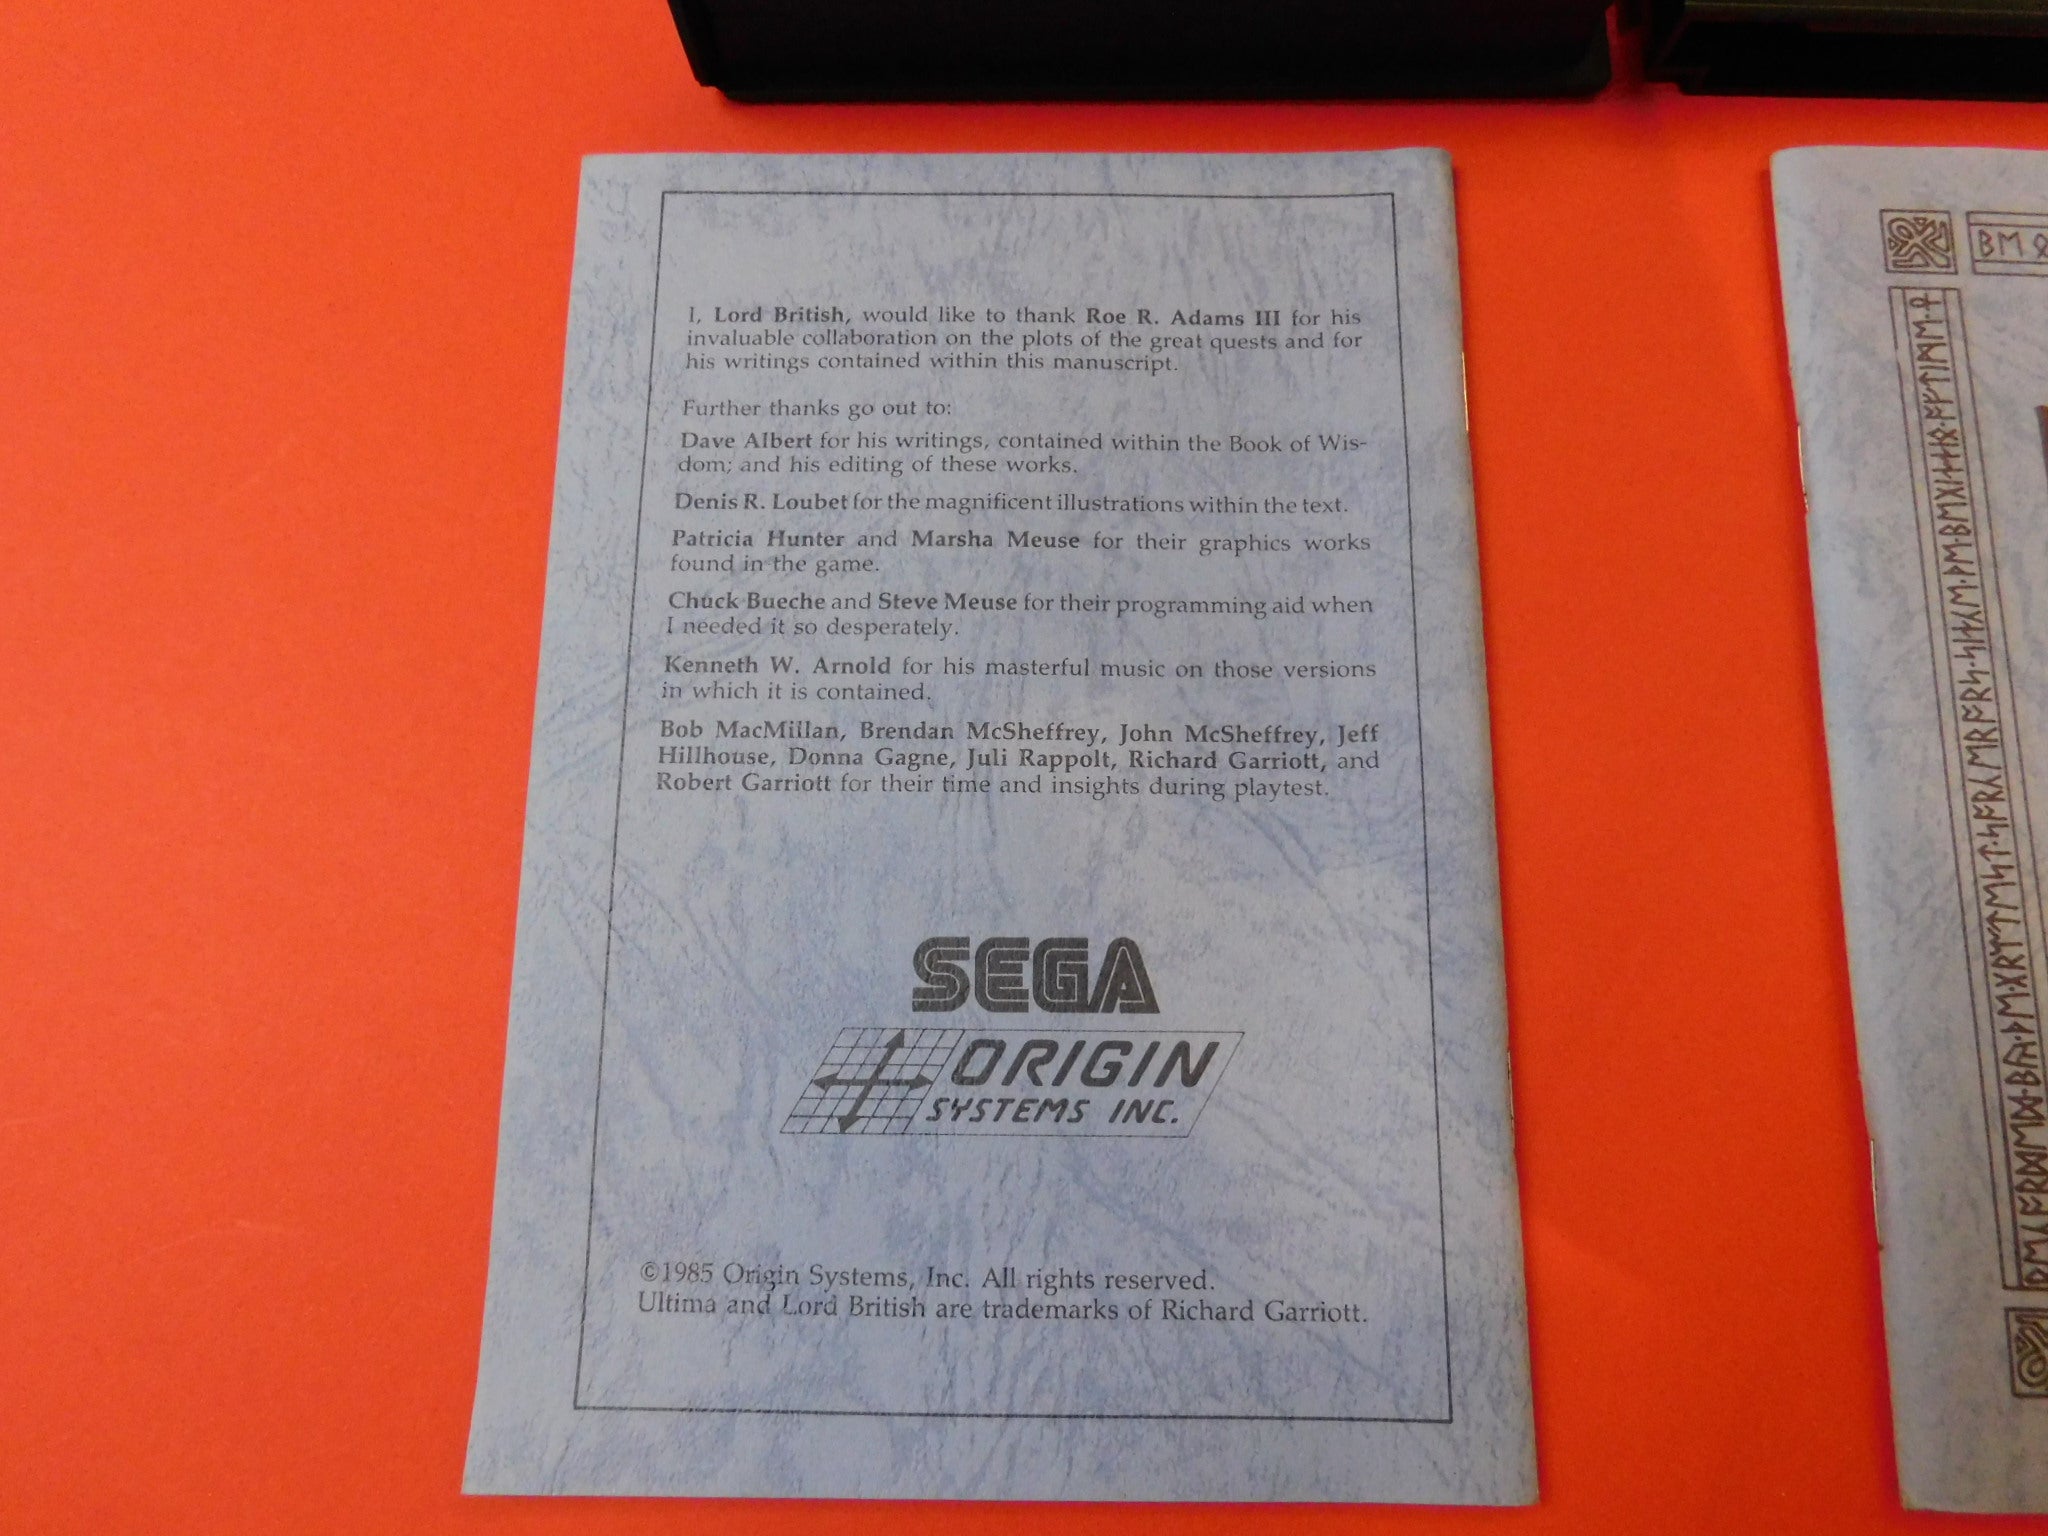 I, Lord British, would like to thank Roe R. Adams III for his
invaluable collaboration on the plots of the great quests and for
his writings contained within this manuscript.
Further thanks go out to:
Dave Albert for his writings, contained within the Book of Wis-
dom; and his editing of these works.
Denis R. Loubet for the magnificent illustrations within the text.
Patricia Hunter and Marsha Meuse for their graphics works
found in the game.
Chuck Bueche and Steve Meuse for their programming aid when
I needed it so desperately.
Kenneth W. Arnold for his masterful music on those versions
in which it is contained.
Bob MacMillan, Brendan McSheffrey, John McSheffrey, Jeff
Hillhouse, Donna Gagne, Juli Rappolt, Richard Garriott, and
Robert Garriott for their time and insights during playtest.
SEGA
ORIGIN
SYSTEMS INC.
©1985 Origin Systems, Inc. All rights reserved.
Ultima and Lord British are trademarks of Richard Garriott.